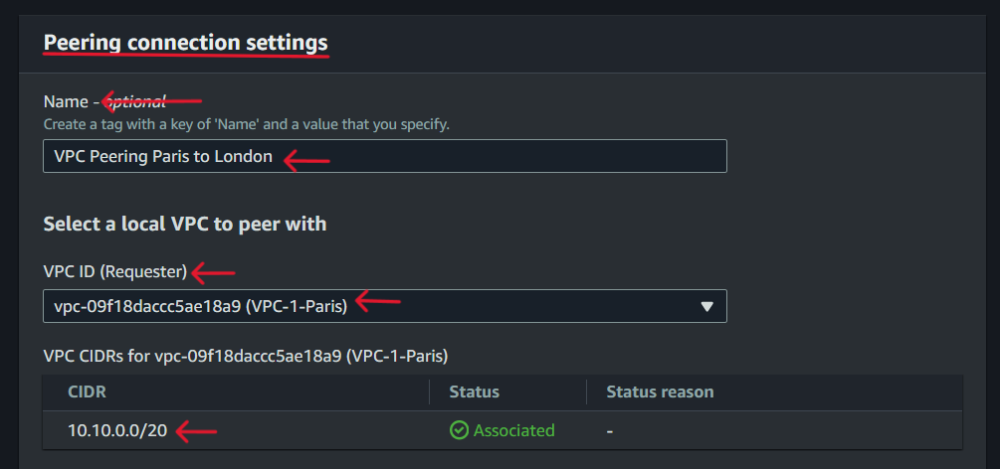 Peering connection settings
Name - optional
Create a tag with a key of 'Name' and a value that you specify.
VPC Peering Paris to London
Select a local VPC to peer with
VPC ID (Requester)
vpc-09f18daccc5ae18a9 (VPC-1-Paris)
VPC CIDRs for vpc-09f18daccc5ae18a9 (VPC-1-Paris)
CIDR Status Status reason
10.10.0.0/20 Associated -